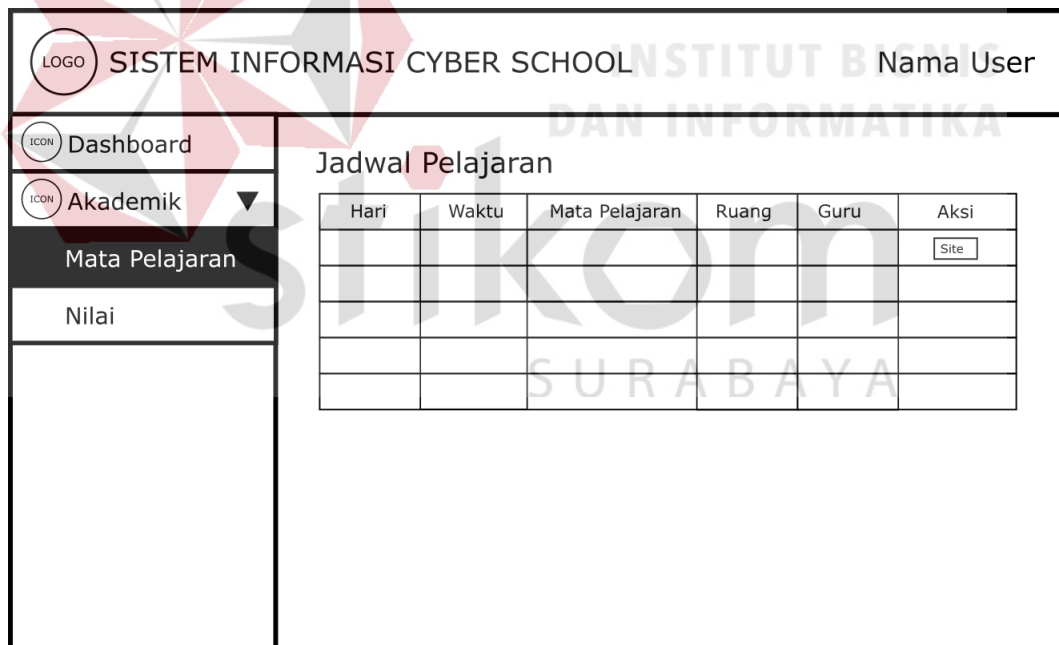 LOGO SISTEM INFORMASI CYBER SCHOOL Nama User
INSTITUT BISNIS
DAN INFORMATIKA
ICON Dashboard
ICON Akademik
Mata Pelajaran
Nilai
Jadwal Pelajaran
Hari Waktu Mata Pelajaran Ruang Guru Aksi
Site
stikom
SURABAYA